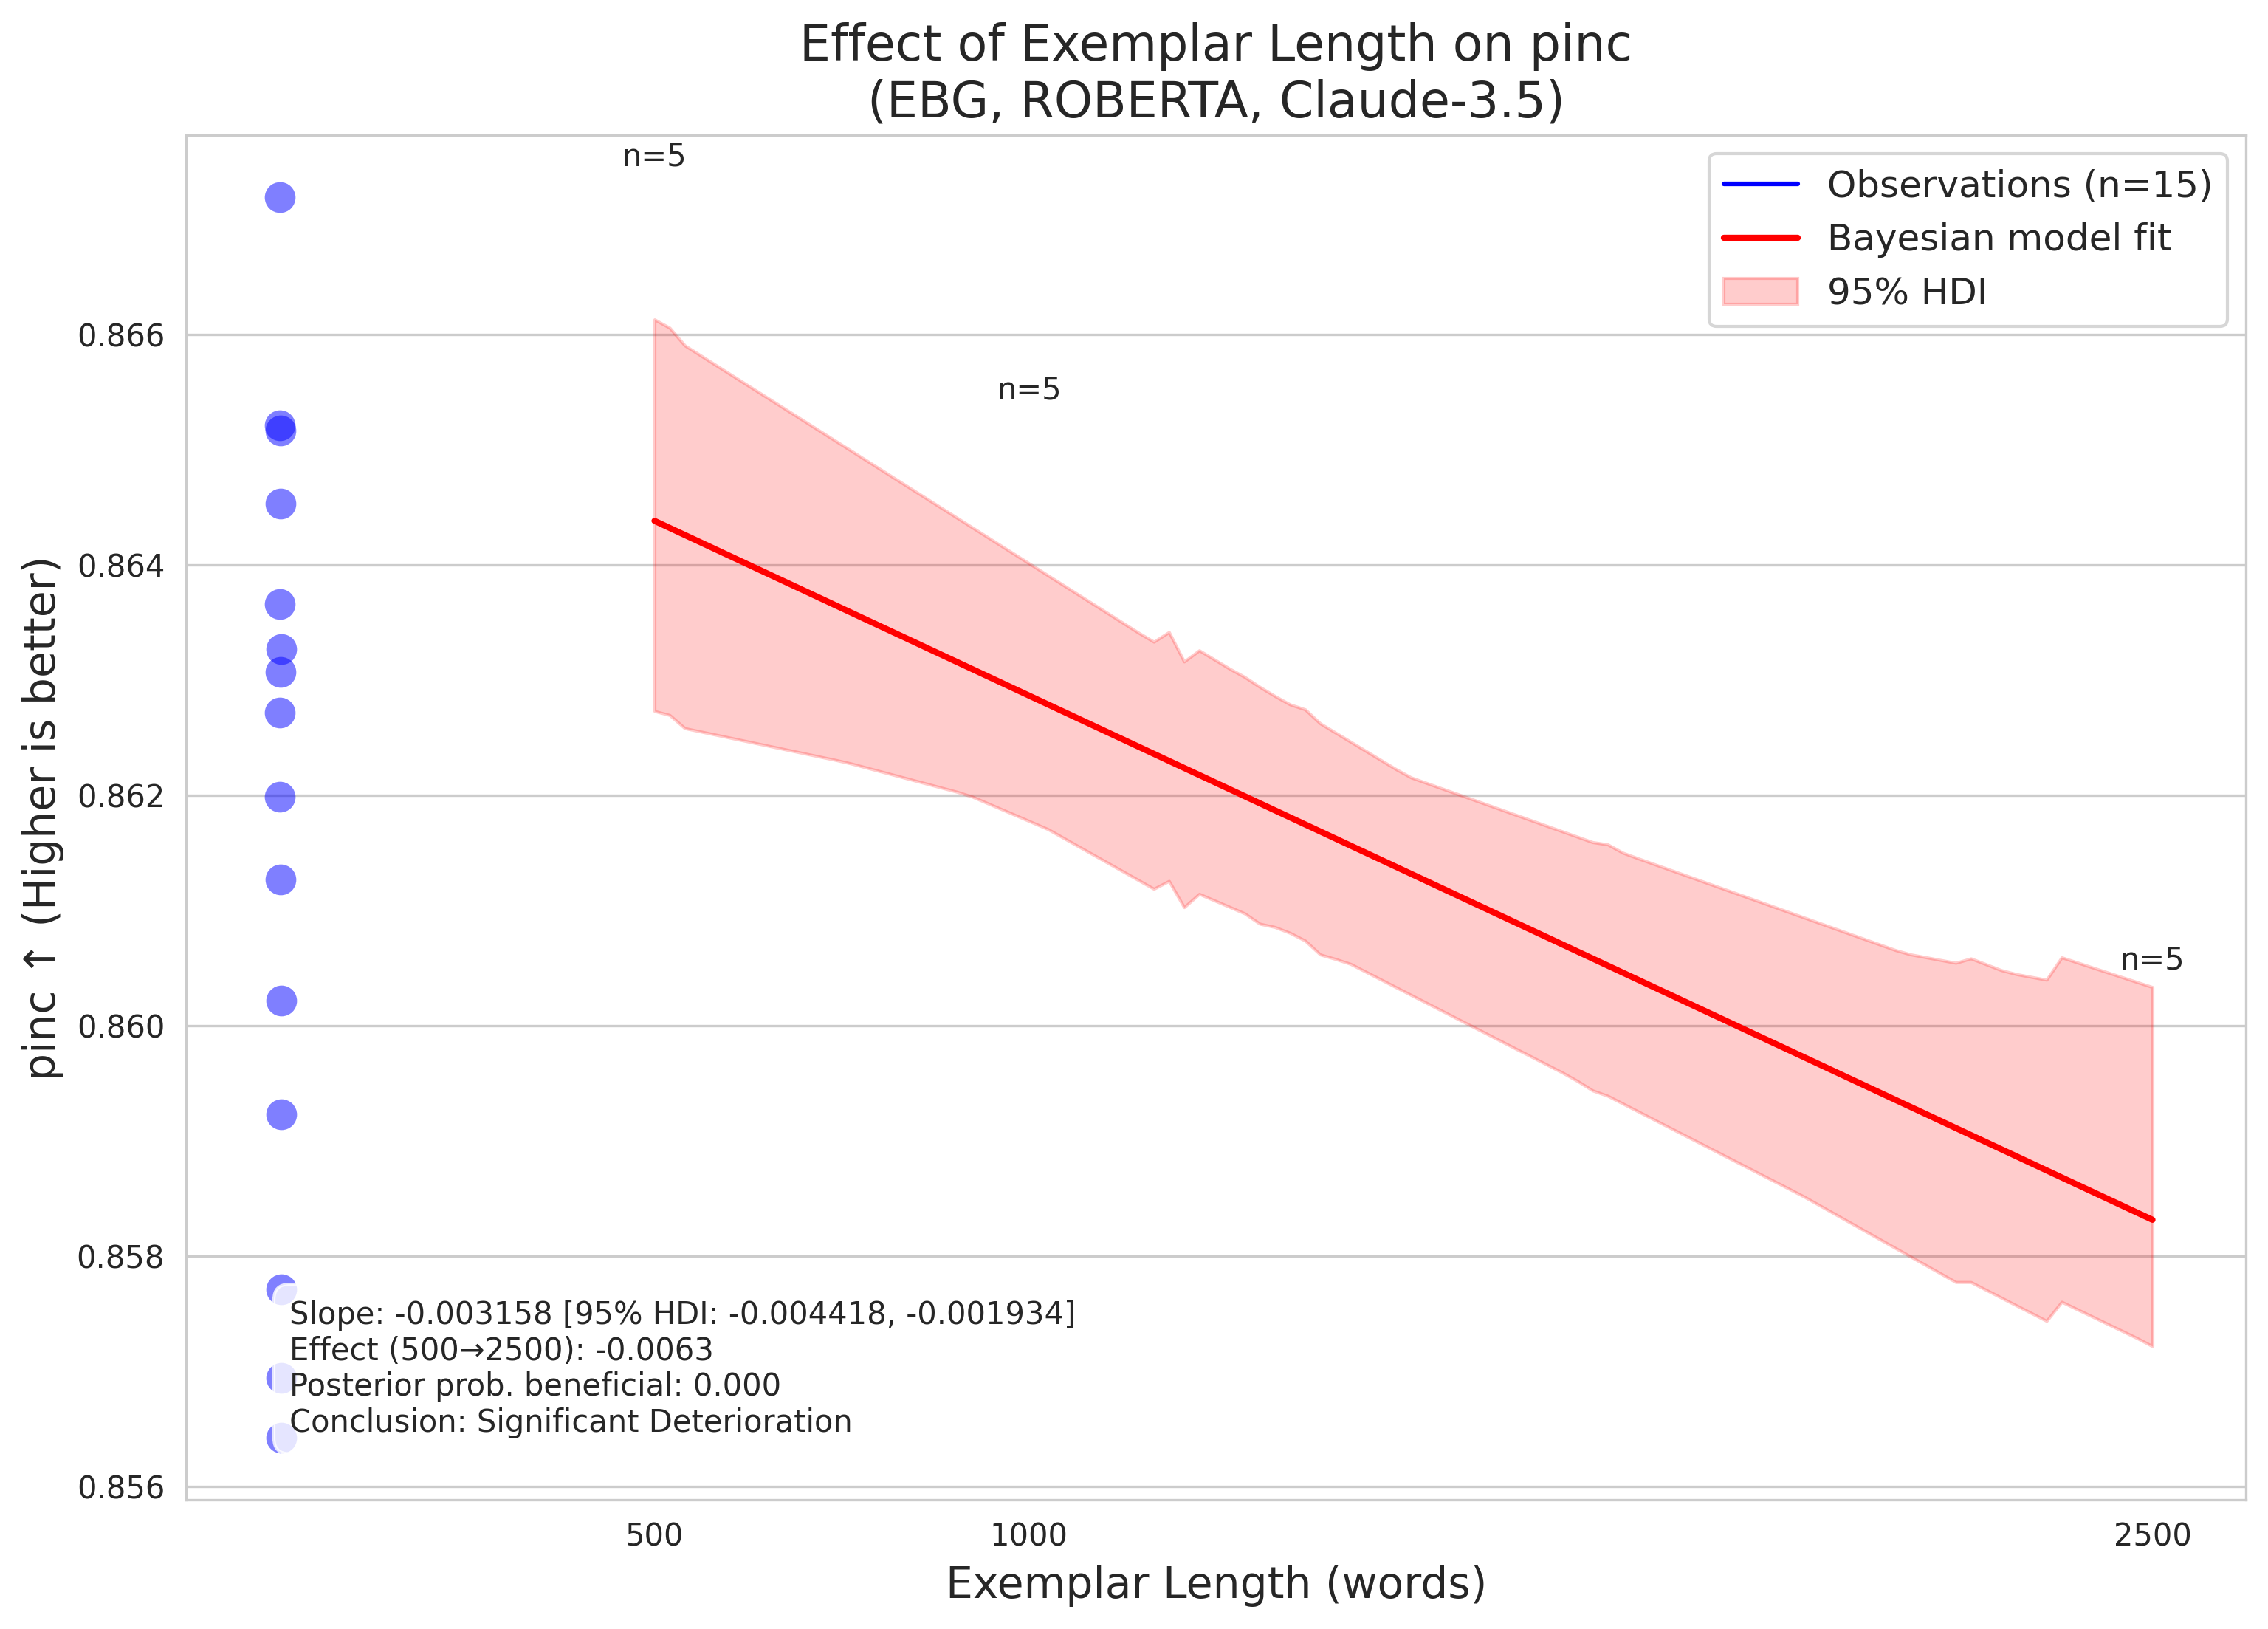 Effect of Exemplar Length on pinc
(EBG, ROBERTA, Claude-3.5)
n=5
Observations (n=15)
Bayesian model fit
95% HDI
n=5
n=5
0.866
0.864
0.862
0.860
0.858
0.856
pinc ↑ (Higher is better)
Slope: -0.003158 [95% HDI: -0.004418, -0.001934]
Effect (500→2500): -0.0063
Posterior prob. beneficial: 0.000
Conclusion: Significant Deterioration
500
1000
2500
Exemplar Length (words)